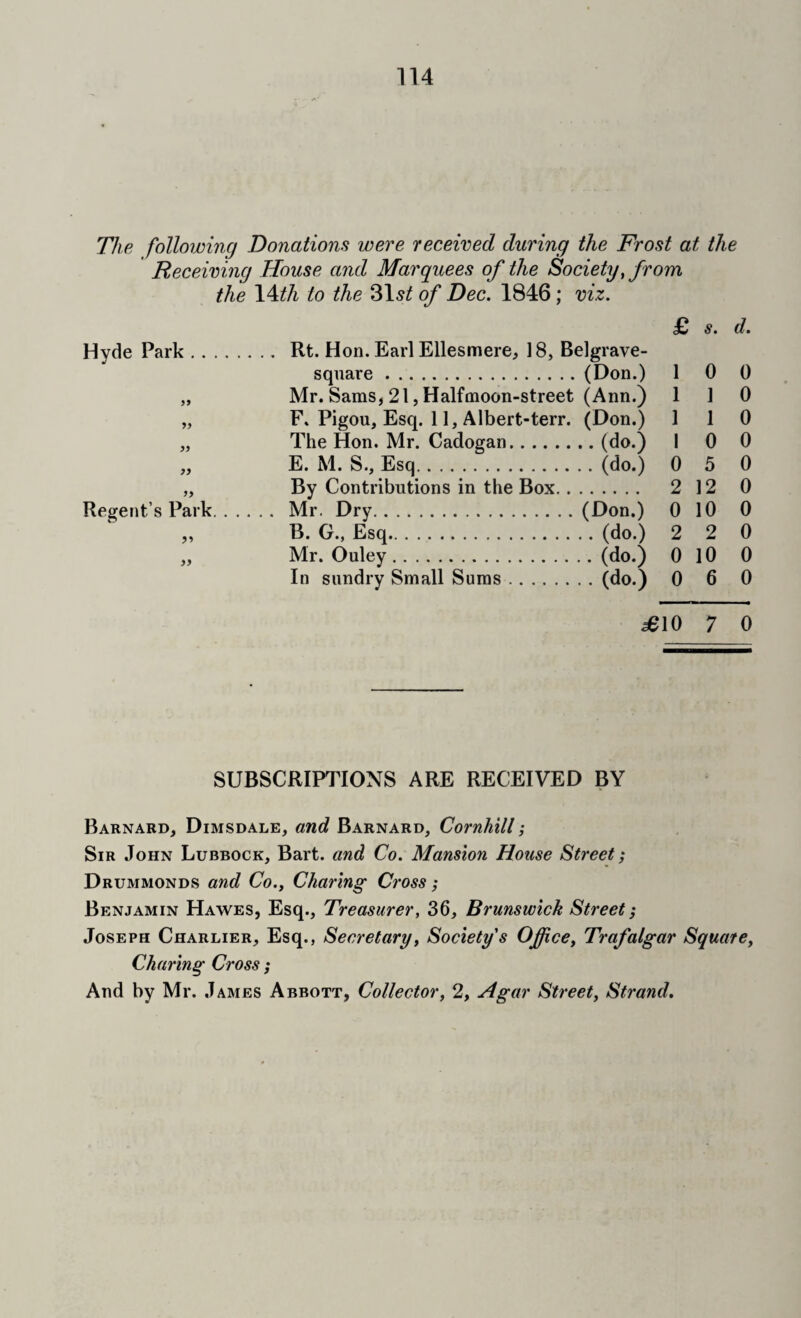 114
The following Donations were received during the Frost at the
Receiving House and Marquees of the Society, from
the 14th to the 31st of Dec. 1846; viz.
£ s. d.
Hyde Park ........ Rt. Hon. Earl Ellesmere, 18, Belgrave-
square .................. (Don.) 1 0 0
„ Mr. Sams, 21, Halfmoon-street (Ann.) 1 1 0
„ F. Pigou, Esq. 11, Albert-terr. (Don.) 1 1 0
„ The Hon. Mr. Cadogan......... (do.) 1 0 0
„ E. M. S., Esq................. (do.) 0 5 0
„ By Contributions in the Box......... 2 12 0
Regent's Park...... Mr. Dry................... (Don.) 0 10 0
„ B. G., Esq.................... (do.) 2 2 0
„ Mr. Ouley ................... (do.) 0 10 0
In sundry Small Sums ........ (do.) 0 6 0
£10 7 0
SUBSCRIPTIONS ARE RECEIVED BY
Barnard, Dimsdale, and Barnard, Cornhill;
Sir John Lubbock, Bart. and Co. Mansion House Street;
Drummonds and Co., Charing Cross;
Benjamin Hawes, Esq., Treasurer, 36, Brunswick Street;
Joseph Charlier, Esq., Secretary, Society's Office, Trafalgar Square,
Charing Cross;
And by Mr. James Abbott, Collector, 2, Agar Street, Strand.